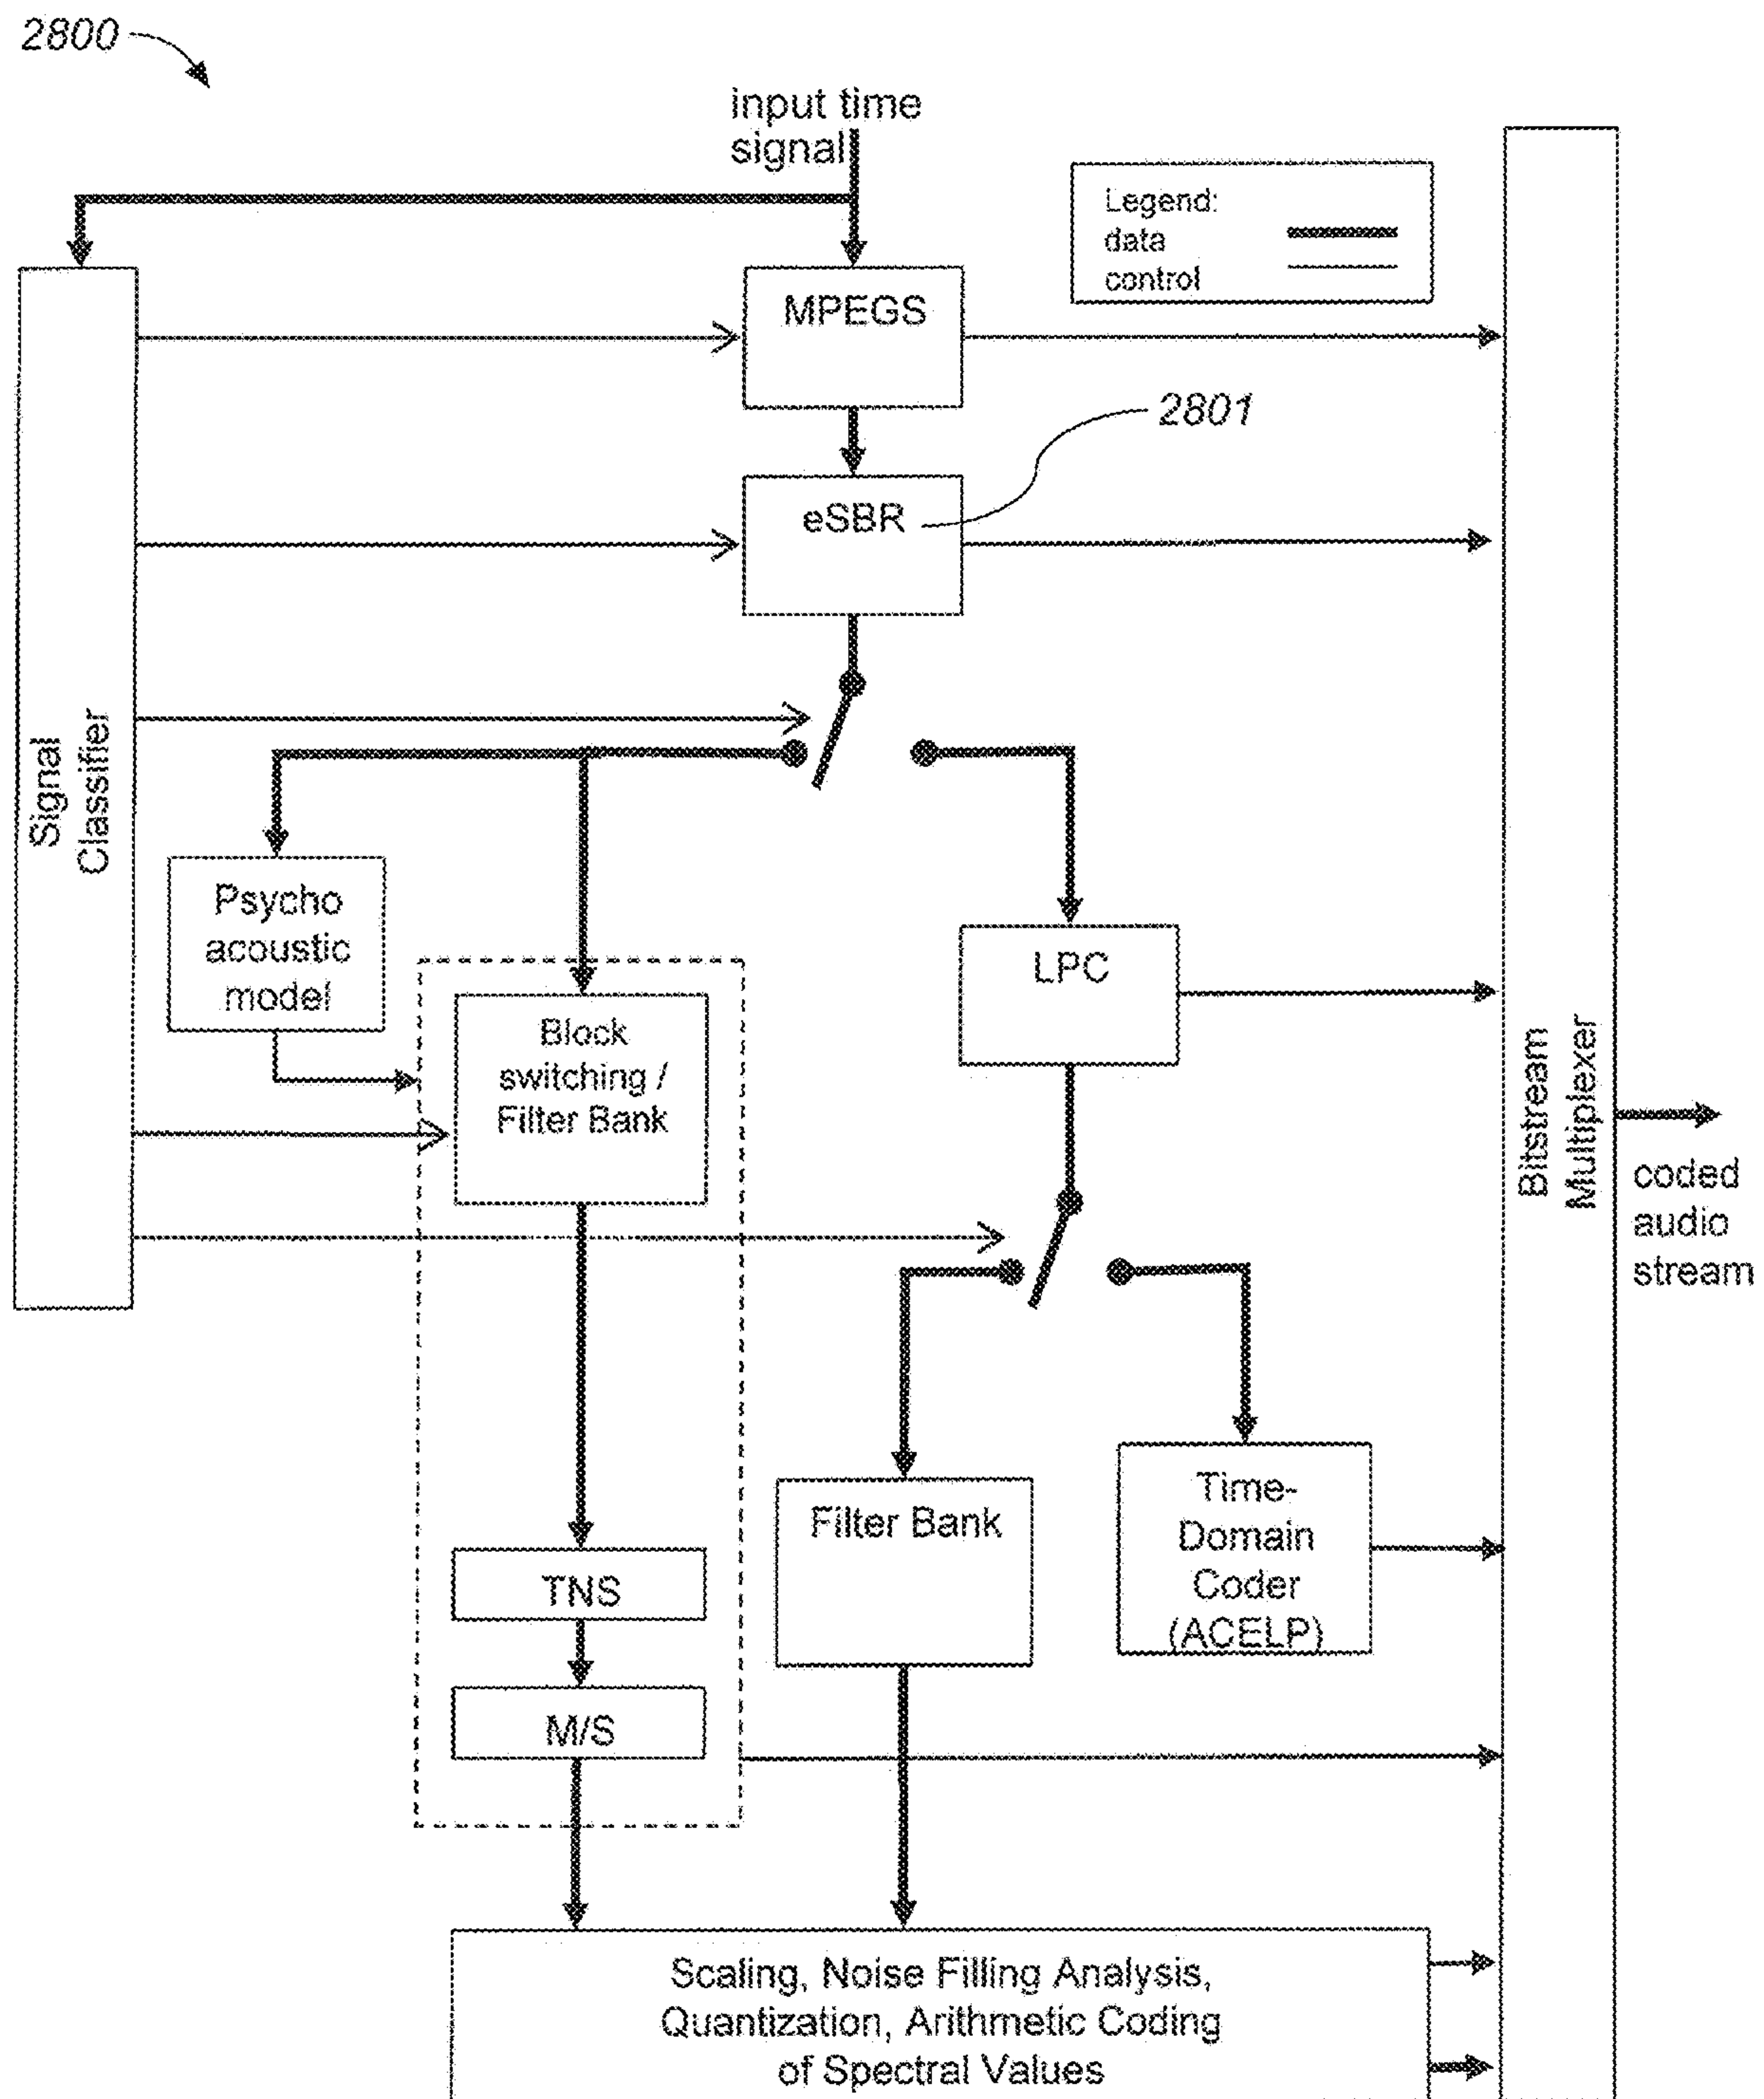 2800
input time
signal
Legend:
data
control
MPEGS
2801
eSBR
Signal
Classifier
Psycho
acoustic
model
Block
switching /
Filter Bank
LPC
Bitstream
Multiplexer
coded
audio
stream
Filter Bank
Time-
Domain
Coder
(ACELP)
TNS
M/S
Scaling, Noise Filling Analysis,
Quantization, Arithmetic Coding
of Spectral Values